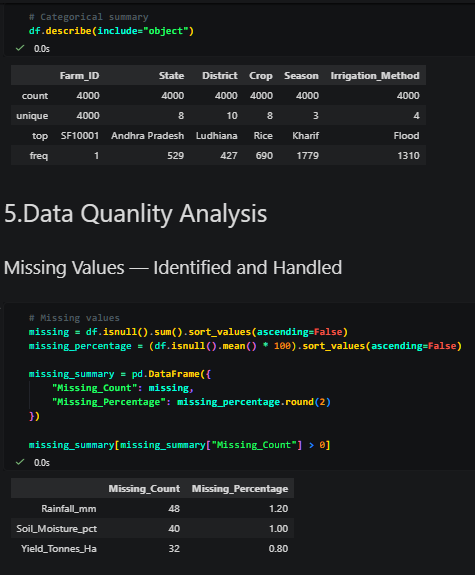 # Categorical summary
df.describe(include="object")
0.0s
Farm_ID State District Crop Season Irrigation_Method
count 4000 4000 4000 4000 4000 4000
unique 4000 8 10 8 3 4
top SF10001 Andhra Pradesh Ludhiana Rice Kharif Flood
freq 1 529 427 690 1779 1310
5.Data Quanlity Analysis
Missing Values — Identified and Handled
# Missing values
missing = df.isnull().sum().sort_values(ascending=False)
missing_percentage = (df.isnull().mean() * 100).sort_values(ascending=False)
missing_summary = pd.DataFrame({
    "Missing_Count": missing,
    "Missing_Percentage": missing_percentage.round(2)
})
missing_summary[missing_summary["Missing_Count"] > 0]
0.0s
Missing_Count Missing_Percentage
Rainfall_mm 48 1.20
Soil_Moisture_pct 40 1.00
Yield_Tonnes_Ha 32 0.80